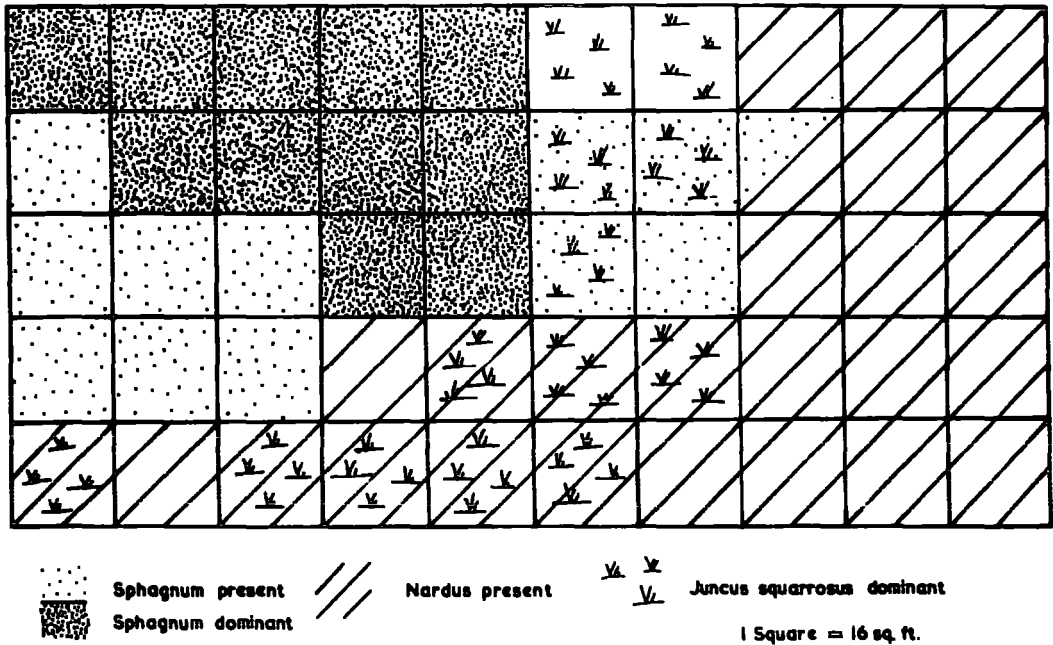 Sphagnum present
Nardus present
Juncus squarrosus dominant
Sphagnum dominant
1 Square = 16 sq. ft.